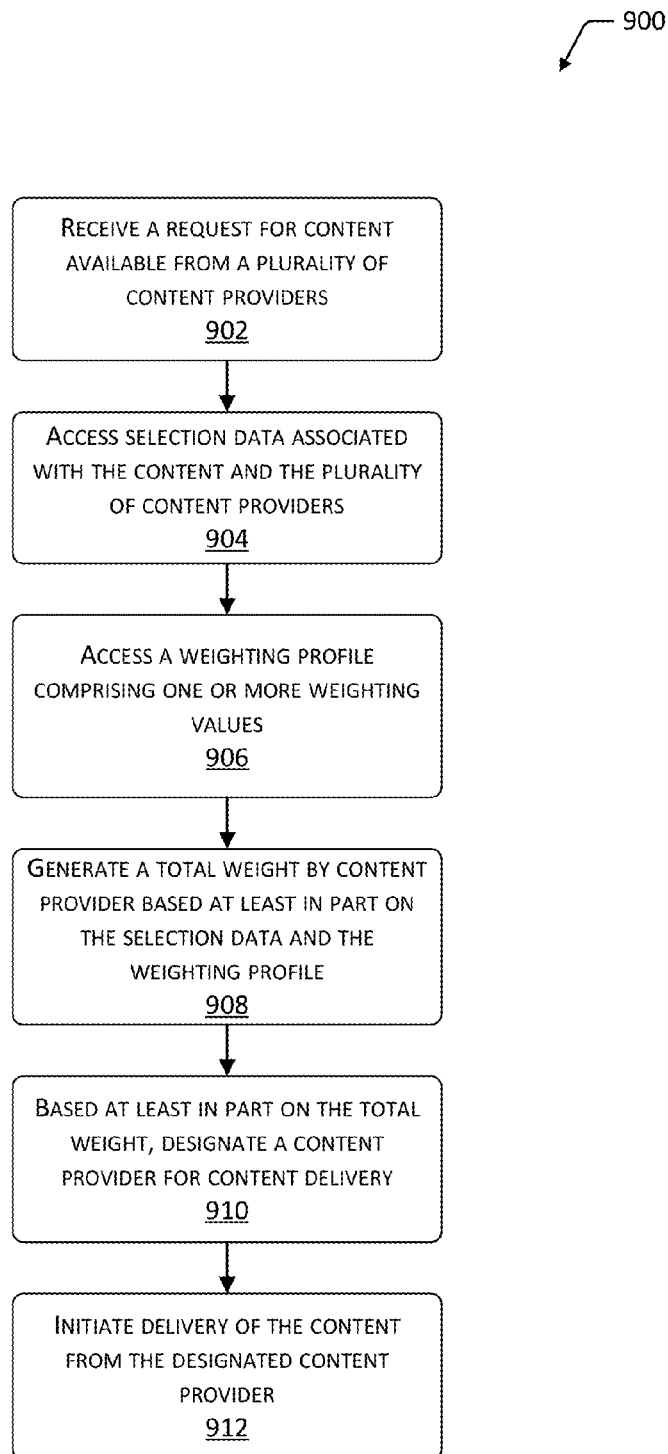 900
RECEIVE A REQUEST FOR CONTENT
AVAILABLE FROM A PLURALITY OF
CONTENT PROVIDERS
902
ACCESS SELECTION DATA ASSOCIATED
WITH THE CONTENT AND THE PLURALITY
OF CONTENT PROVIDERS
904
ACCESS A WEIGHTING PROFILE
COMPRISING ONE OR MORE WEIGHTING
VALUES
906
GENERATE A TOTAL WEIGHT BY CONTENT
PROVIDER BASED AT LEAST IN PART ON
THE SELECTION DATA AND THE
WEIGHTING PROFILE
908
BASED AT LEAST IN PART ON THE TOTAL
WEIGHT, DESIGNATE A CONTENT
PROVIDER FOR CONTENT DELIVERY
910
INITIATE DELIVERY OF THE CONTENT
FROM THE DESIGNATED CONTENT
PROVIDER
912